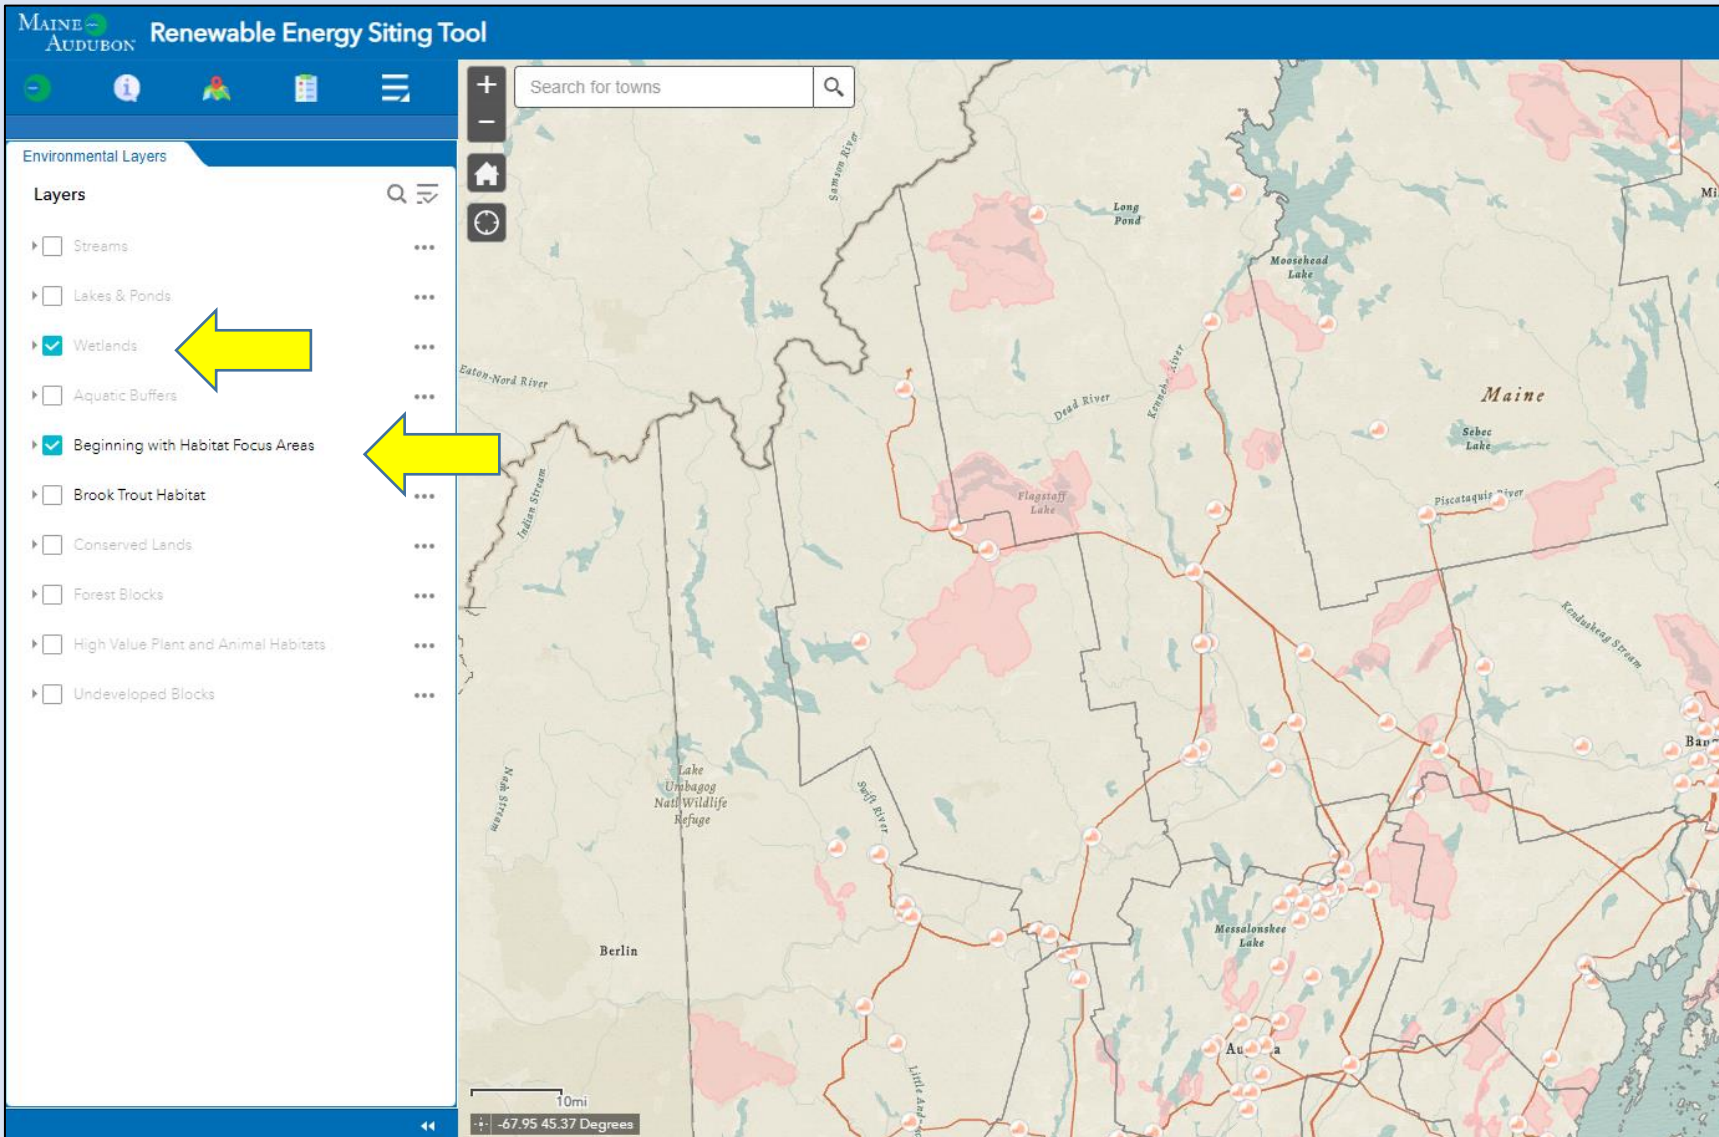 MAINE
AUDUBON
Renewable Energy Siting Tool
Search for towns
Environmental Layers
Layers
Streams
Lakes & Ponds
Wetlands
Aquatic Buffers
Beginning with Habitat Focus Areas
Brook Trout Habitat
Conserved Lands
Forest Blocks
High Value Plant and Animal Habitats
Undeveloped Blocks
Samson River
Long
Pond
Moosehead
Lake
Eaton-Nord River
Dead River
Kennebec River
Maine
Sebec
Lake
Indian Stream
Flagstaff
Lake
Piscataquis River
Kenduskeag Stream
Nash Stream
Lake
Umbagog
Natl Wildlife
Refuge
Swift River
Berlin
Messalonskee
Lake
10mi
-67.95 45.37 Degrees